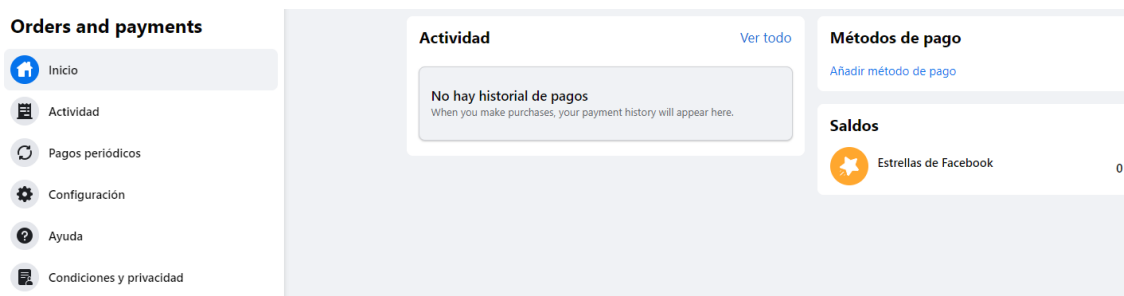 Orders and payments
Inicio
Actividad
Pagos periódicos
Configuración
Ayuda
Condiciones y privacidad
Actividad
Ver todo
No hay historial de pagos
When you make purchases, your payment history will appear here.
Métodos de pago
Añadir método de pago
Saldos
Estrellas de Facebook
0